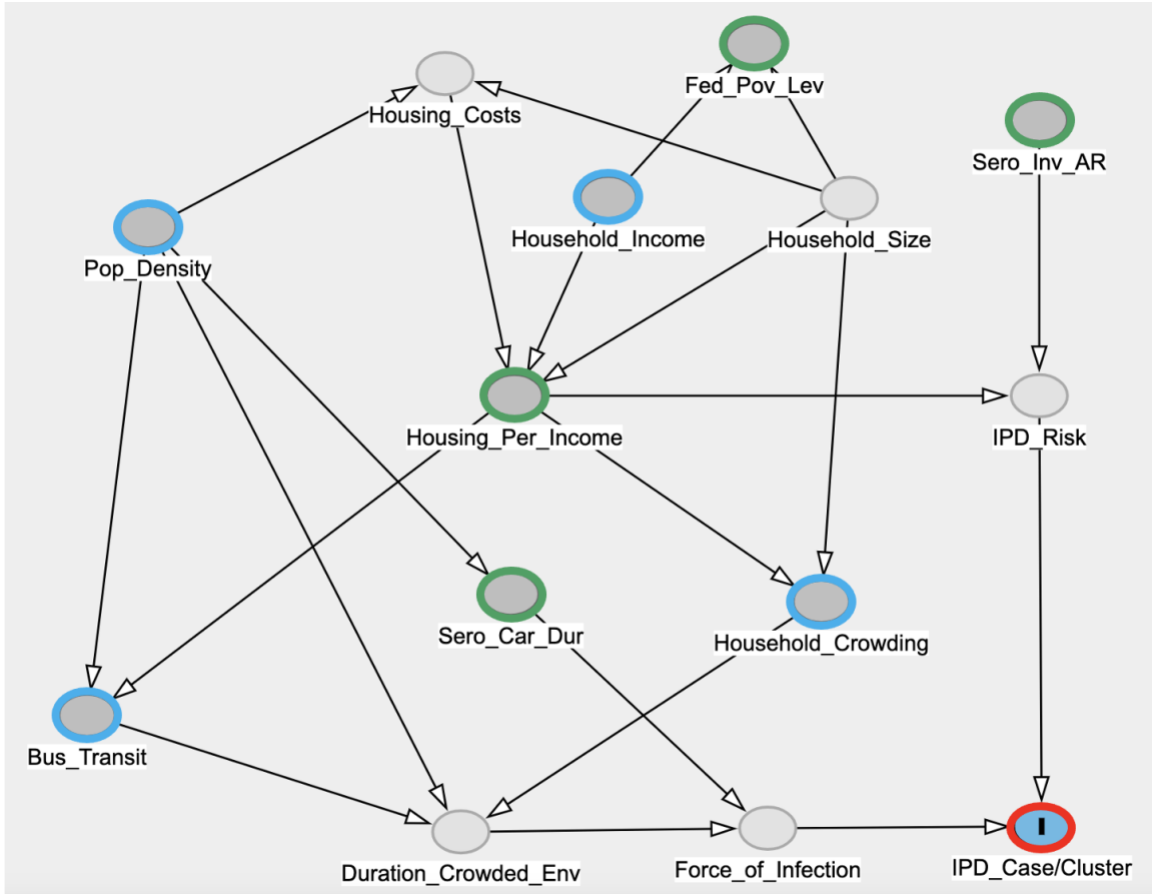 Fed_Pov_Lev
Housing_Costs
Sero_Inv_AR
Household_Income
Household_Size
Pop_Density
Housing_Per_Income
IPD_Risk
Sero_Car_Dur
Household_Crowding
Bus_Transit
I
Duration_Crowded_Env
Force_of_Infection
IPD_Case/Cluster